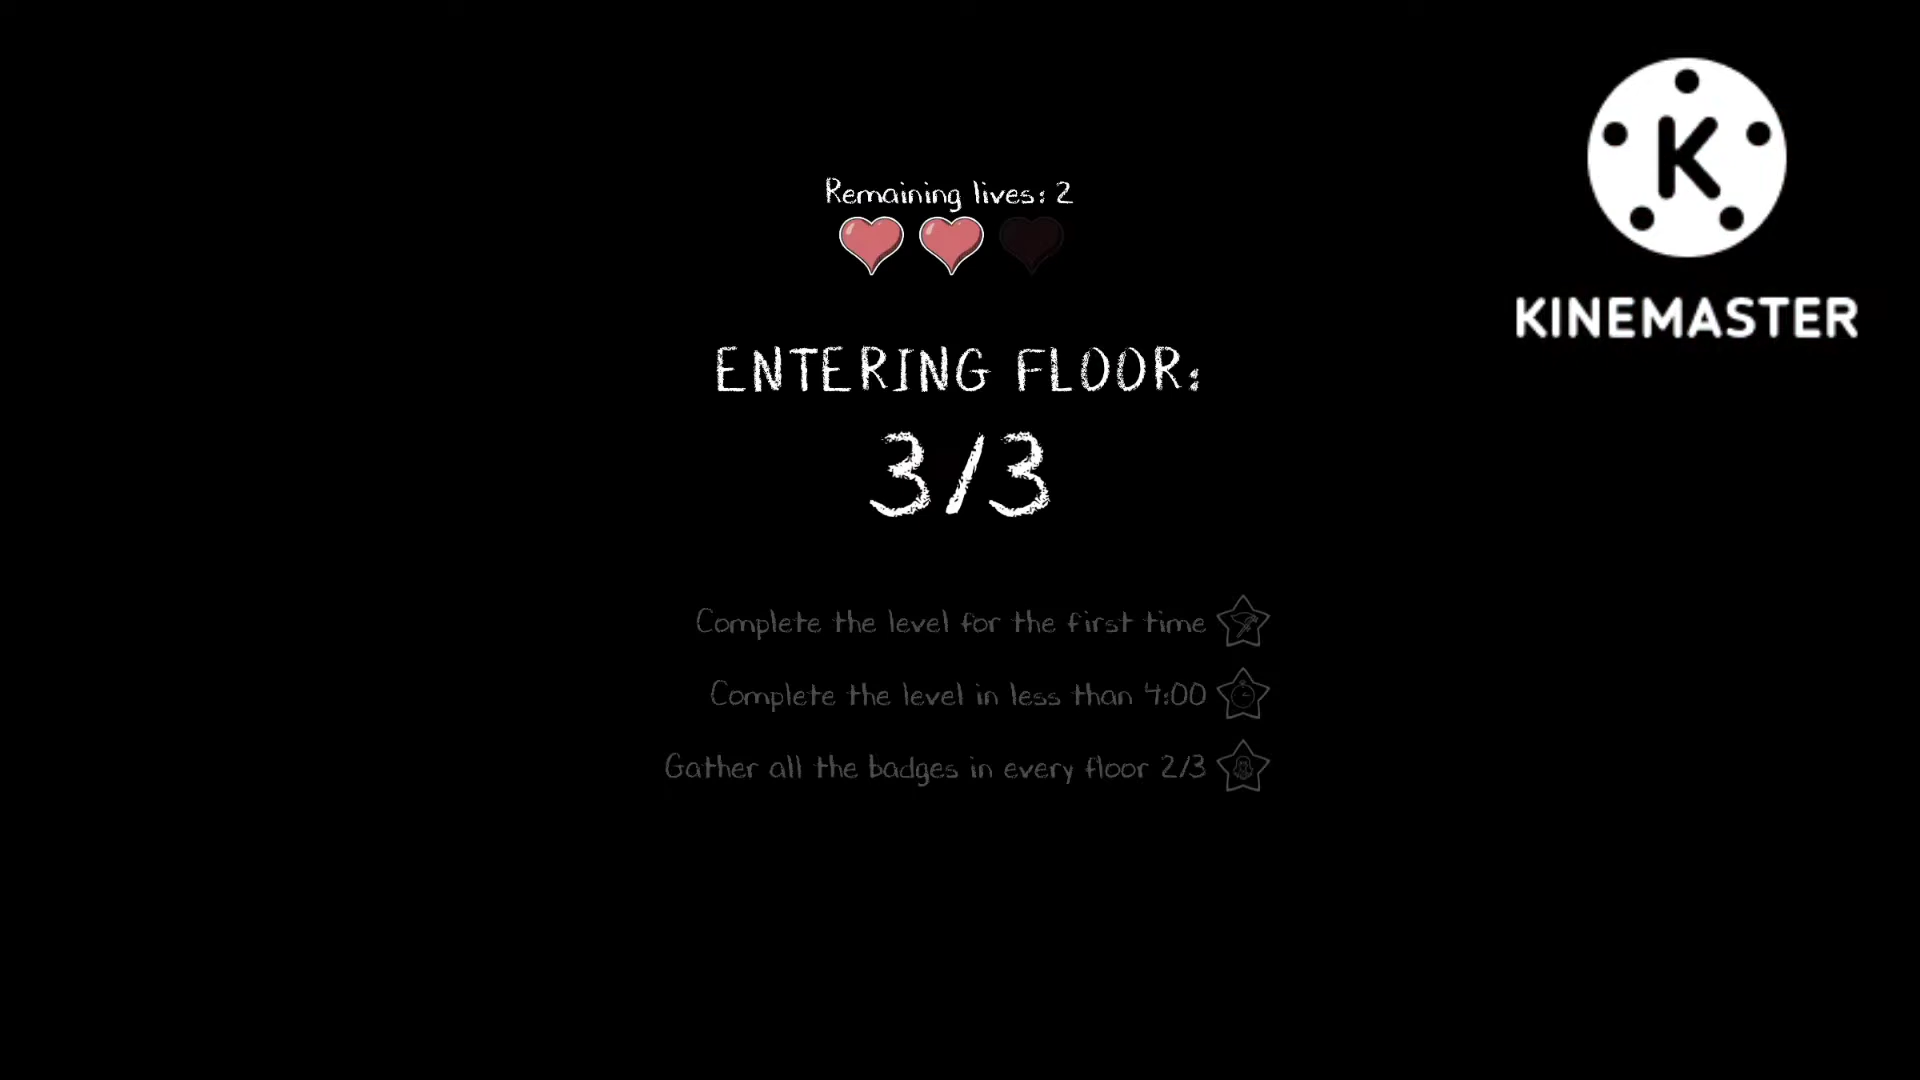 K
KINEMASTER
Remaining lives: 2
ENTERING FLOOR:
3/3
Complete the level for the first time
Complete the level in less than 4:00
Gather all the badges in every floor 2/3